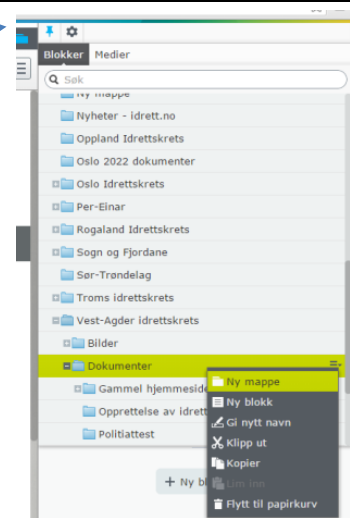 Blokker Medier
Søk
Ny mappe
Nyheter - idrett.no
Oppland Idrettskrets
Oslo 2022 dokumenter
Oslo Idrettskrets
Per-Einar
Rogaland Idrettskrets
Sogn og Fjordane
Sør-Trøndelag
Troms idrettskrets
Vest-Agder idrettskrets
Bilder
Dokumenter
Gammel hjemmeside
Opprettelse av idrett
Politiattest
Ny mappe
Ny blokk
Gi nytt navn
Klipp ut
Kopier
Lim inn
Flytt til papirkurv
+ Ny bl